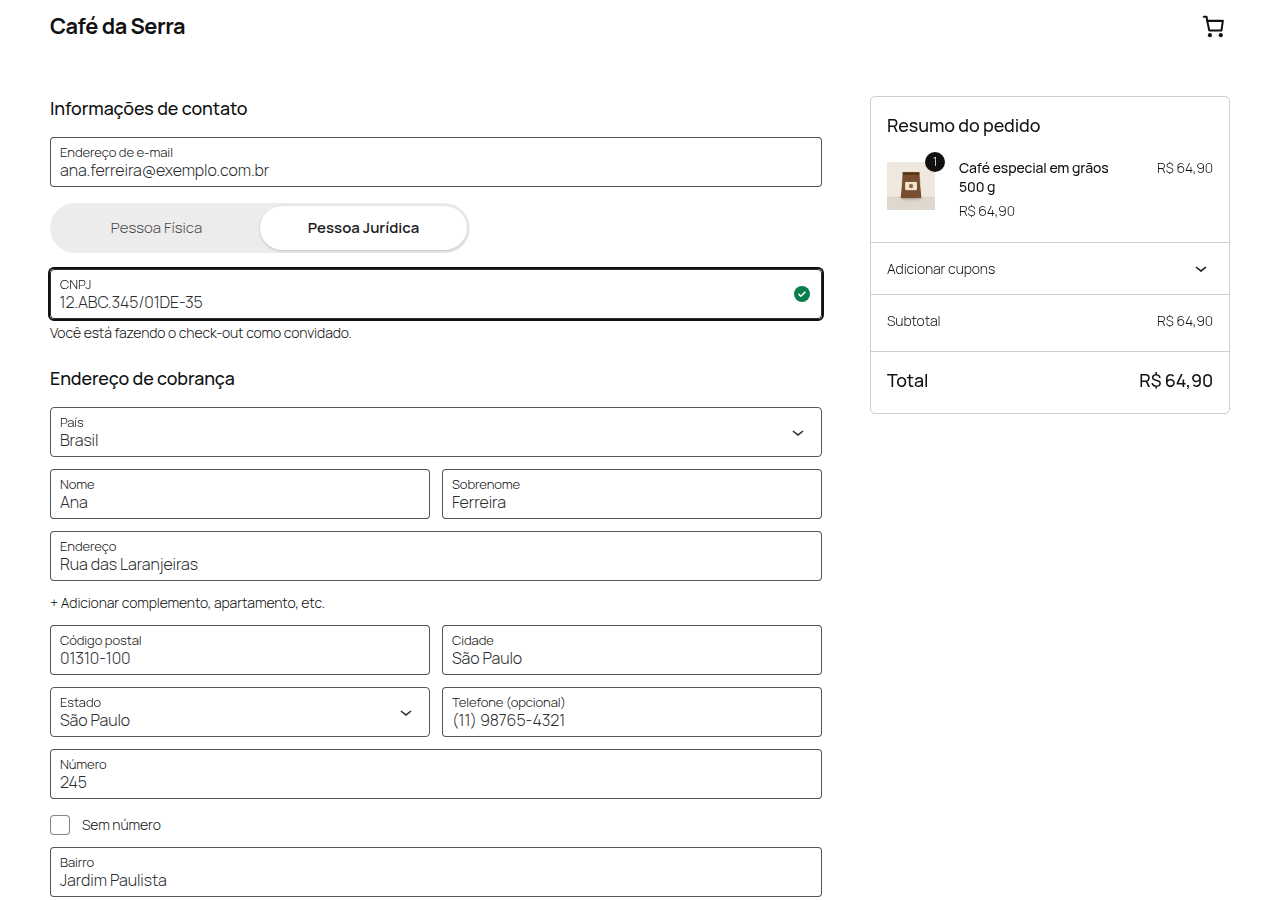 Café da Serra
Informações de contato
Endereço de e-mail
ana.ferreira@exemplo.com.br
Pessoa Física
Pessoa Jurídica
CNPJ
12.ABC.345/01DE-35
Você está fazendo o check-out como convidado.
Endereço de cobrança
País
Brasil
Nome
Ana
Sobrenome
Ferreira
Endereço
Rua das Laranjeiras
+ Adicionar complemento, apartamento, etc.
Código postal
01310-100
Cidade
São Paulo
Estado
São Paulo
Telefone (opcional)
(11) 98765-4321
Número
245
Sem número
Bairro
Jardim Paulista
Resumo do pedido
1
Café especial em grãos R$ 64,90
500 g
R$ 64,90
Adicionar cupons
Subtotal R$ 64,90
Total R$ 64,90